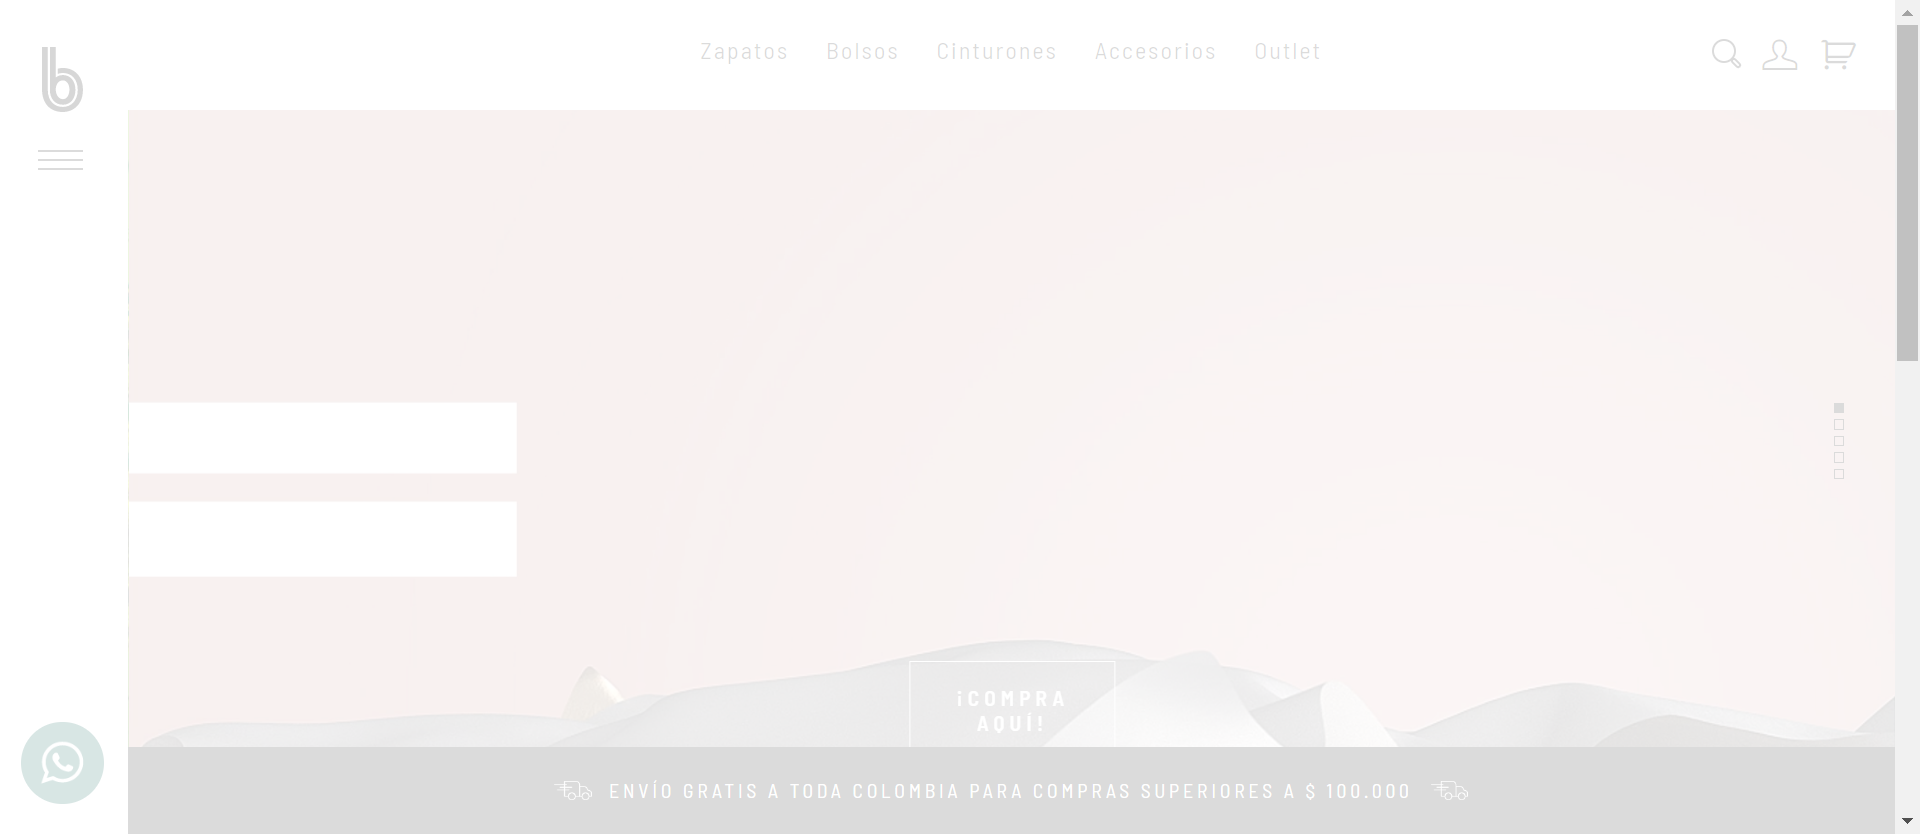 b
Zapatos Bolsos Cinturones Accesorios Outlet
¡COMPRA
AQUÍ!
ENVÍO GRATIS A TODA COLOMBIA PARA COMPRAS SUPERIORES A $ 100.000